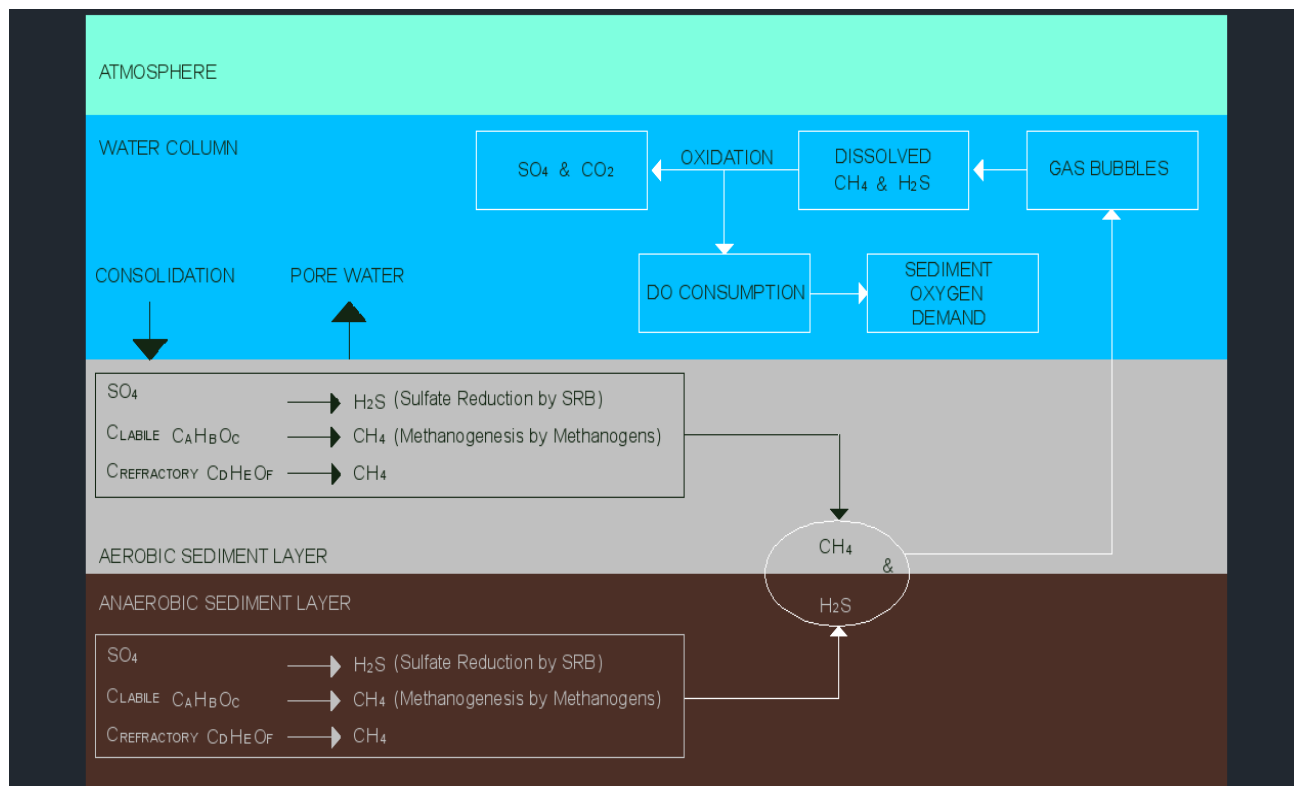 ATMOSPHERE
WATER COLUMN
SO₄ & CO₂
OXIDATION
DISSOLVED
CH₄ & H₂S
GAS BUBBLES
CONSOLIDATION
PORE WATER
DO CONSUMPTION
SEDIMENT
OXYGEN
DEMAND
SO₄
H₂S (Sulfate Reduction by SRB)
CLABILE CAHBOC
CH₄ (Methanogenesis by Methanogens)
CREFRACTORY CDHEOF
CH₄
AEROBIC SEDIMENT LAYER
CH₄
&
H₂S
ANAEROBIC SEDIMENT LAYER
SO₄
H₂S (Sulfate Reduction by SRB)
CLABILE CAHBOC
CH₄ (Methanogenesis by Methanogens)
CREFRACTORY CDHEOF
CH₄